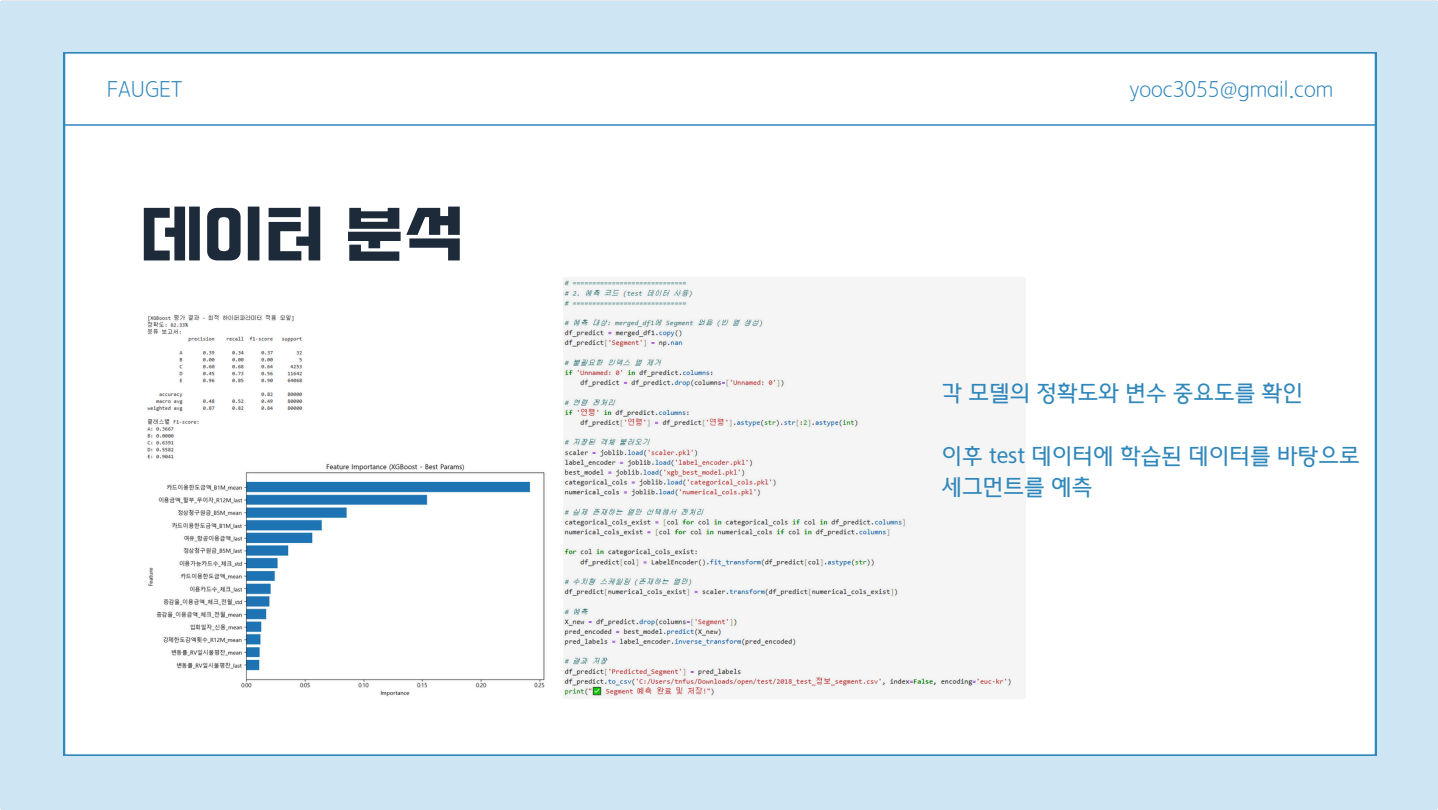 FAUGET
yooc3055@gmail.com
데이터 분석
[XGBoost 평가 결과 - 최적 하이퍼파라미터 적용 모델]
정확도: 82.33%
분류 보고서:
precision recall f1-score support
A 0.39 0.34 0.37 32
B 0.00 0.00 0.00 5
C 0.60 0.68 0.64 4253
D 0.45 0.73 0.56 11642
E 0.96 0.85 0.90 64068
accuracy 0.82 80000
macro avg 0.48 0.52 0.49 80000
weighted avg 0.87 0.82 0.84 80000
클래스별 F1-score:
A: 0.3667
B: 0.0000
C: 0.6391
D: 0.5582
E: 0.9041
Feature Importance (XGBoost - Best Params)
카드이용한도금액_B1M_mean
이용금액_할부_무이자_R12M_last
정상청구원금_B5M_mean
카드이용한도금액_B1M_last
여유_항공이용금액_last
정상청구원금_B5M_last
이용가능카드수_체크_std
카드이용한도금액_mean
이용카드수_체크_last
증감율_이용금액_체크_전월_std
증감율_이용금액_체크_전월_mean
입회일자_신용_mean
강제한도감액횟수_R12M_mean
변동률_RV일시불평잔_mean
변동률_RV일시불평잔_last
Feature
0.00 0.05 0.10 0.15 0.20 0.25
Importance
# ============================
# 2. 예측 코드 (test 데이터 사용)
# ============================
# 예측 대상: merged_df1에 Segment 없음 (빈 열 생성)
df_predict = merged_df1.copy()
df_predict['Segment'] = np.nan
# 불필요한 인덱스 열 제거
if 'Unnamed: 0' in df_predict.columns:
df_predict = df_predict.drop(columns=['Unnamed: 0'])
# 연령 전처리
if '연령' in df_predict.columns:
df_predict['연령'] = df_predict['연령'].astype(str).str[:2].astype(int)
# 저장된 객체 불러오기
scaler = joblib.load('scaler.pkl')
label_encoder = joblib.load('label_encoder.pkl')
best_model = joblib.load('xgb_best_model.pkl')
categorical_cols = joblib.load('categorical_cols.pkl')
numerical_cols = joblib.load('numerical_cols.pkl')
# 실제 존재하는 열만 선택해서 전처리
categorical_cols_exist = [col for col in categorical_cols if col in df_predict.columns]
numerical_cols_exist = [col for col in numerical_cols if col in df_predict.columns]
for col in categorical_cols_exist:
df_predict[col] = LabelEncoder().fit_transform(df_predict[col].astype(str))
# 수치형 스케일링 (존재하는 열만)
df_predict[numerical_cols_exist] = scaler.transform(df_predict[numerical_cols_exist])
# 예측
X_new = df_predict.drop(columns=['Segment'])
pred_encoded = best_model.predict(X_new)
pred_labels = label_encoder.inverse_transform(pred_encoded)
# 결과 저장
df_predict['Predicted_Segment'] = pred_labels
df_predict.to_csv('C:/Users/tnfus/Downloads/open/test/2018_test_정보_segment.csv', index=False, encoding='euc-kr')
print("✅ Segment 예측 완료 및 저장!")
각 모델의 정확도와 변수 중요도를 확인
이후 test 데이터에 학습된 데이터를 바탕으로
세그먼트를 예측